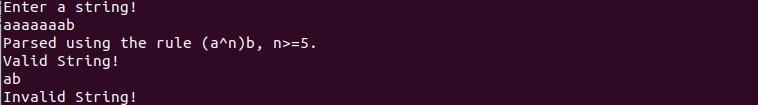 Enter a string!
aaaaaaab
Parsed using the rule (a^n)b, n>=5.
Valid String!
ab
Invalid String!